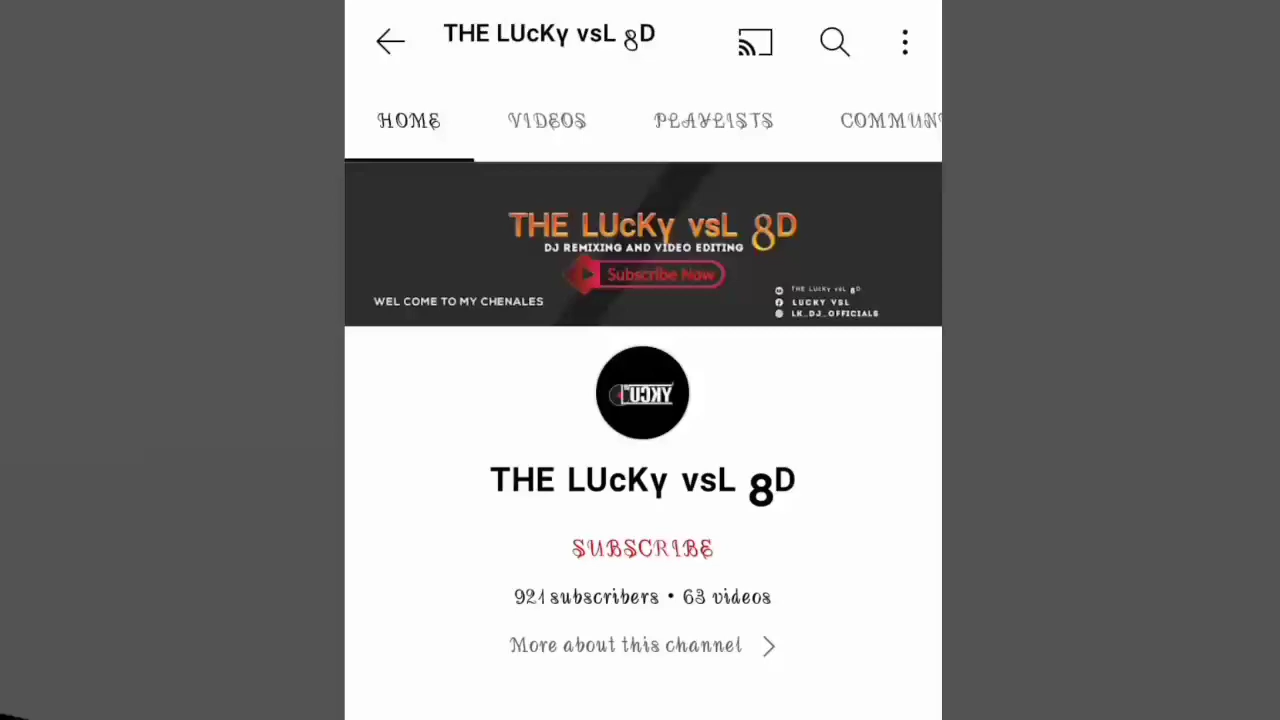 THE LUcKy vsL 8D
HOME VIDEOS PLAYLISTS COMMUN
THE LUcKy vsL 8D
DJ REMIXING AND VIDEO EDITING
Subscribe Now
WEL COME TO MY CHENALES
THE LUcKy vsL 8D
LUCKY VSL
LK_DJ_OFFICIALS
LUCKY
THE LUcKy vsL 8D
SUBSCRIBE
921 subscribers • 63 videos
More about this channel